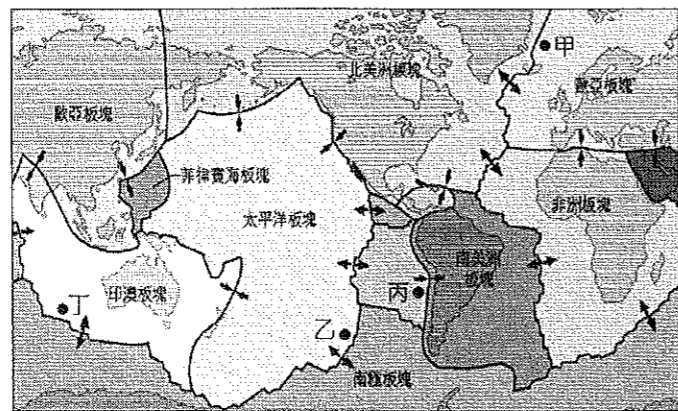 甲
北美洲板塊
歐亞板塊
歐亞板塊
菲律賓海板塊
太平洋板塊
非洲板塊
南美洲
板塊
丙
丁
印澳板塊
乙
南極板塊